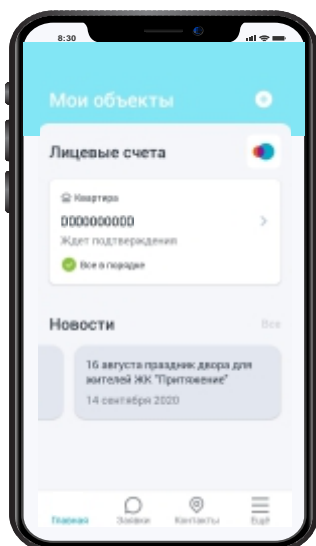 8:30
Мои объекты
Лицевые счета
Квартира
0000000000
Ждет подтверждения
Все в порядке
Новости
Все
16 августа праздник двора для
жителей ЖК "Притяжение"
14 сентября 2020
Главная Заявки Контакты Ещё